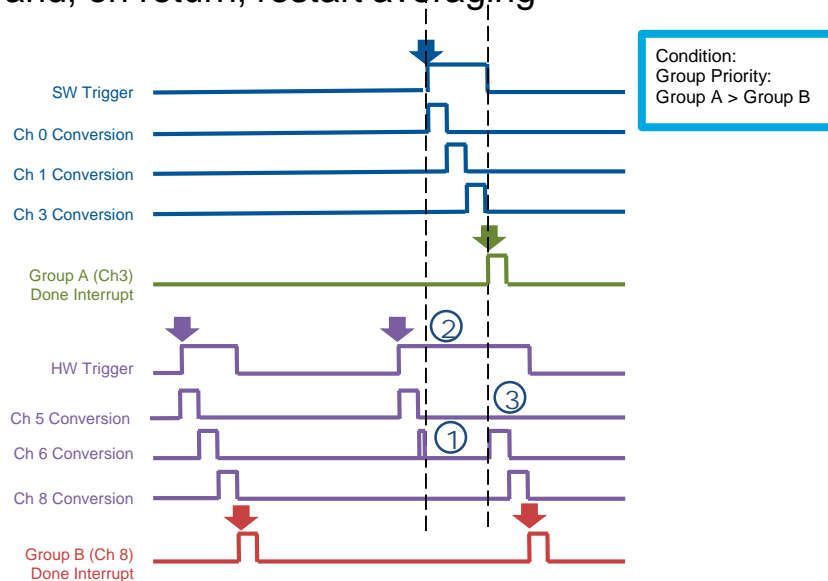 and, on return, restart averaging
Condition:
Group Priority:
Group A > Group B
SW Trigger
Ch 0 Conversion
Ch 1 Conversion
Ch 3 Conversion
Group A (Ch3)
Done Interrupt
2
HW Trigger
3
Ch 5 Conversion
1
Ch 6 Conversion
Ch 8 Conversion
Group B (Ch 8)
Done Interrupt